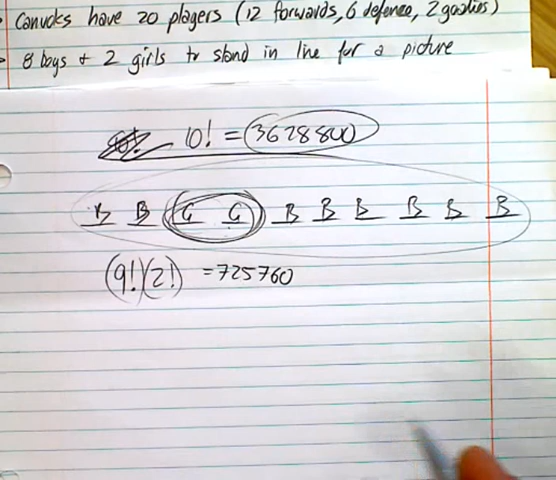 Canucks have 20 players (12 forwards, 6 defence, 2 goalies)
8 boys + 2 girls to stand in line for a picture
10! = 3628800
B B G G B B B B B B
(9!)(2!) = 725760